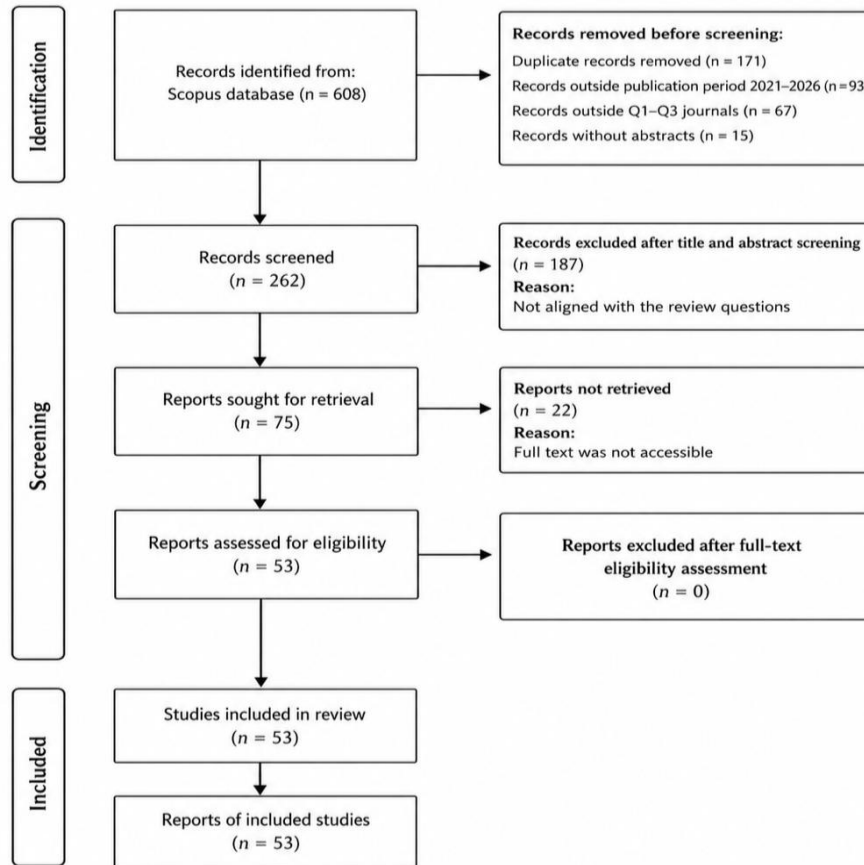 Identification
Records identified from:
Scopus database (n = 608)
Records removed before screening:
Duplicate records removed (n = 171)
Records outside publication period 2021–2026 (n=93
Records outside Q1–Q3 journals (n = 67)
Records without abstracts (n = 15)
Screening
Records screened
(n = 262)
Records excluded after title and abstract screening
(n = 187)
Reason:
Not aligned with the review questions
Reports sought for retrieval
(n = 75)
Reports not retrieved
(n = 22)
Reason:
Full text was not accessible
Reports assessed for eligibility
(n = 53)
Reports excluded after full-text
eligibility assessment
(n = 0)
Included
Studies included in review
(n = 53)
Reports of included studies
(n = 53)